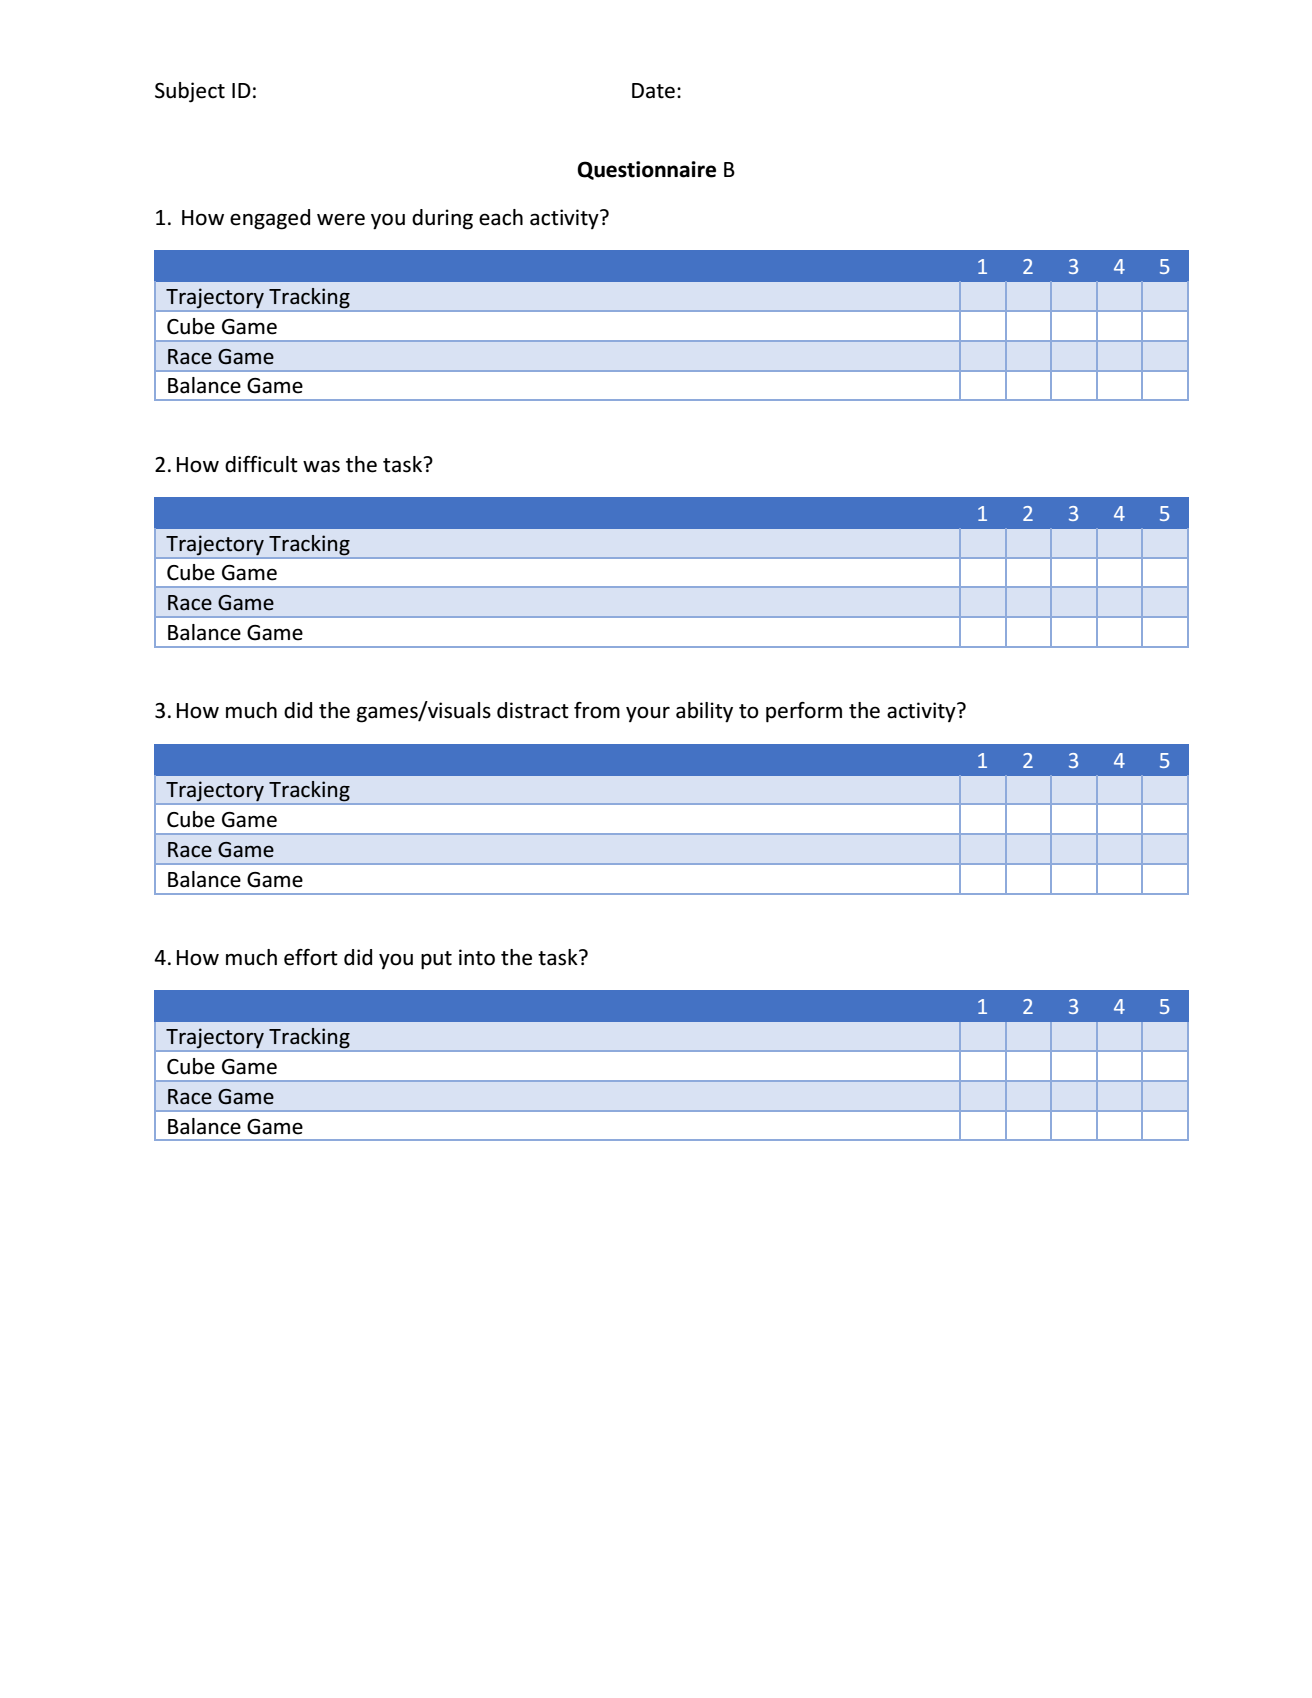 Subject ID: Date:
Questionnaire B
1. How engaged were you during each activity?
1 2 3 4 5
Trajectory Tracking
Cube Game
Race Game
Balance Game
2. How difficult was the task?
1 2 3 4 5
Trajectory Tracking
Cube Game
Race Game
Balance Game
3. How much did the games/visuals distract from your ability to perform the activity?
1 2 3 4 5
Trajectory Tracking
Cube Game
Race Game
Balance Game
4. How much effort did you put into the task?
1 2 3 4 5
Trajectory Tracking
Cube Game
Race Game
Balance Game